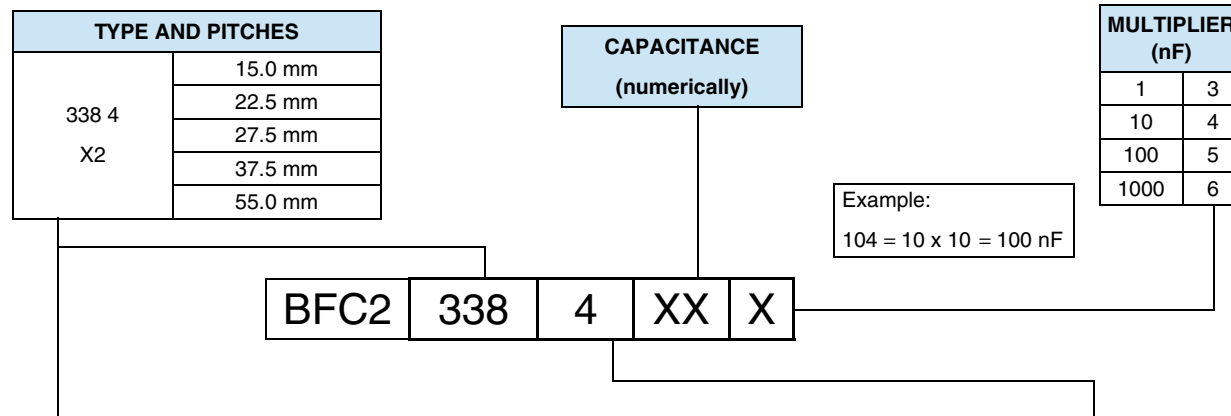 TYPE AND PITCHES
338 4
X2
15.0 mm
22.5 mm
27.5 mm
37.5 mm
55.0 mm
CAPACITANCE
(numerically)
MULTIPLIER
(nF)
1 3
10 4
100 5
1000 6
Example:
104 = 10 x 10 = 100 nF
BFC2 338 4 XX X